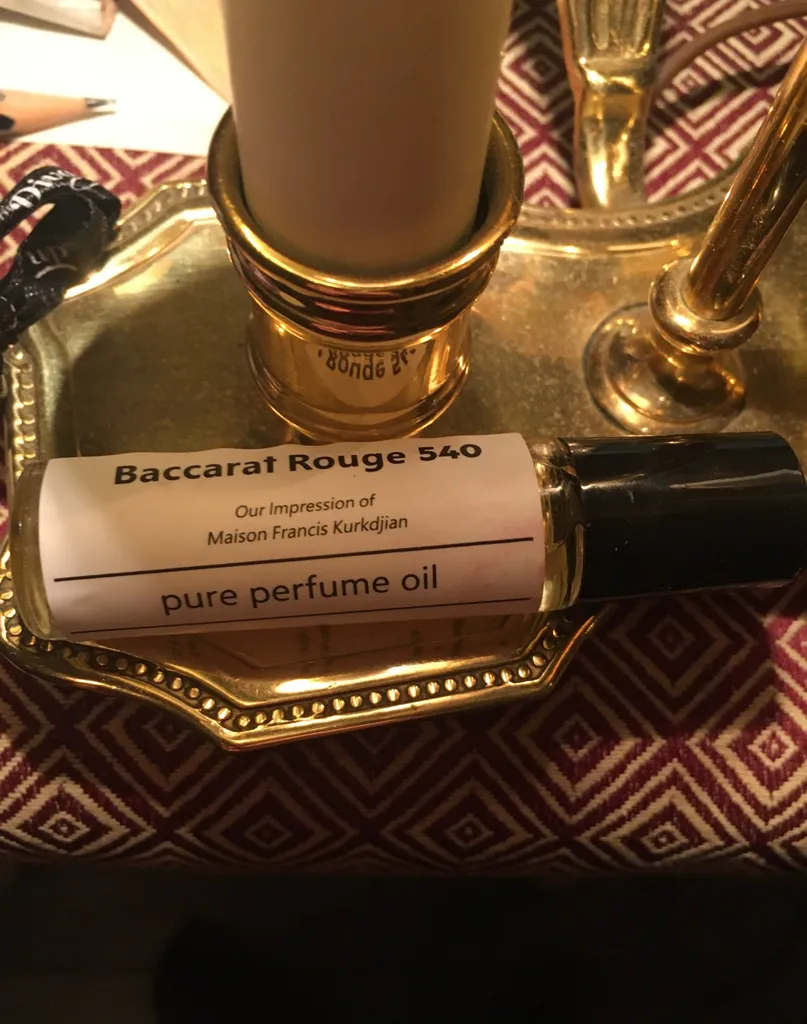 Baccarat Rouge 540
Our Impression of
Maison Francis Kurkdjian
pure perfume oil